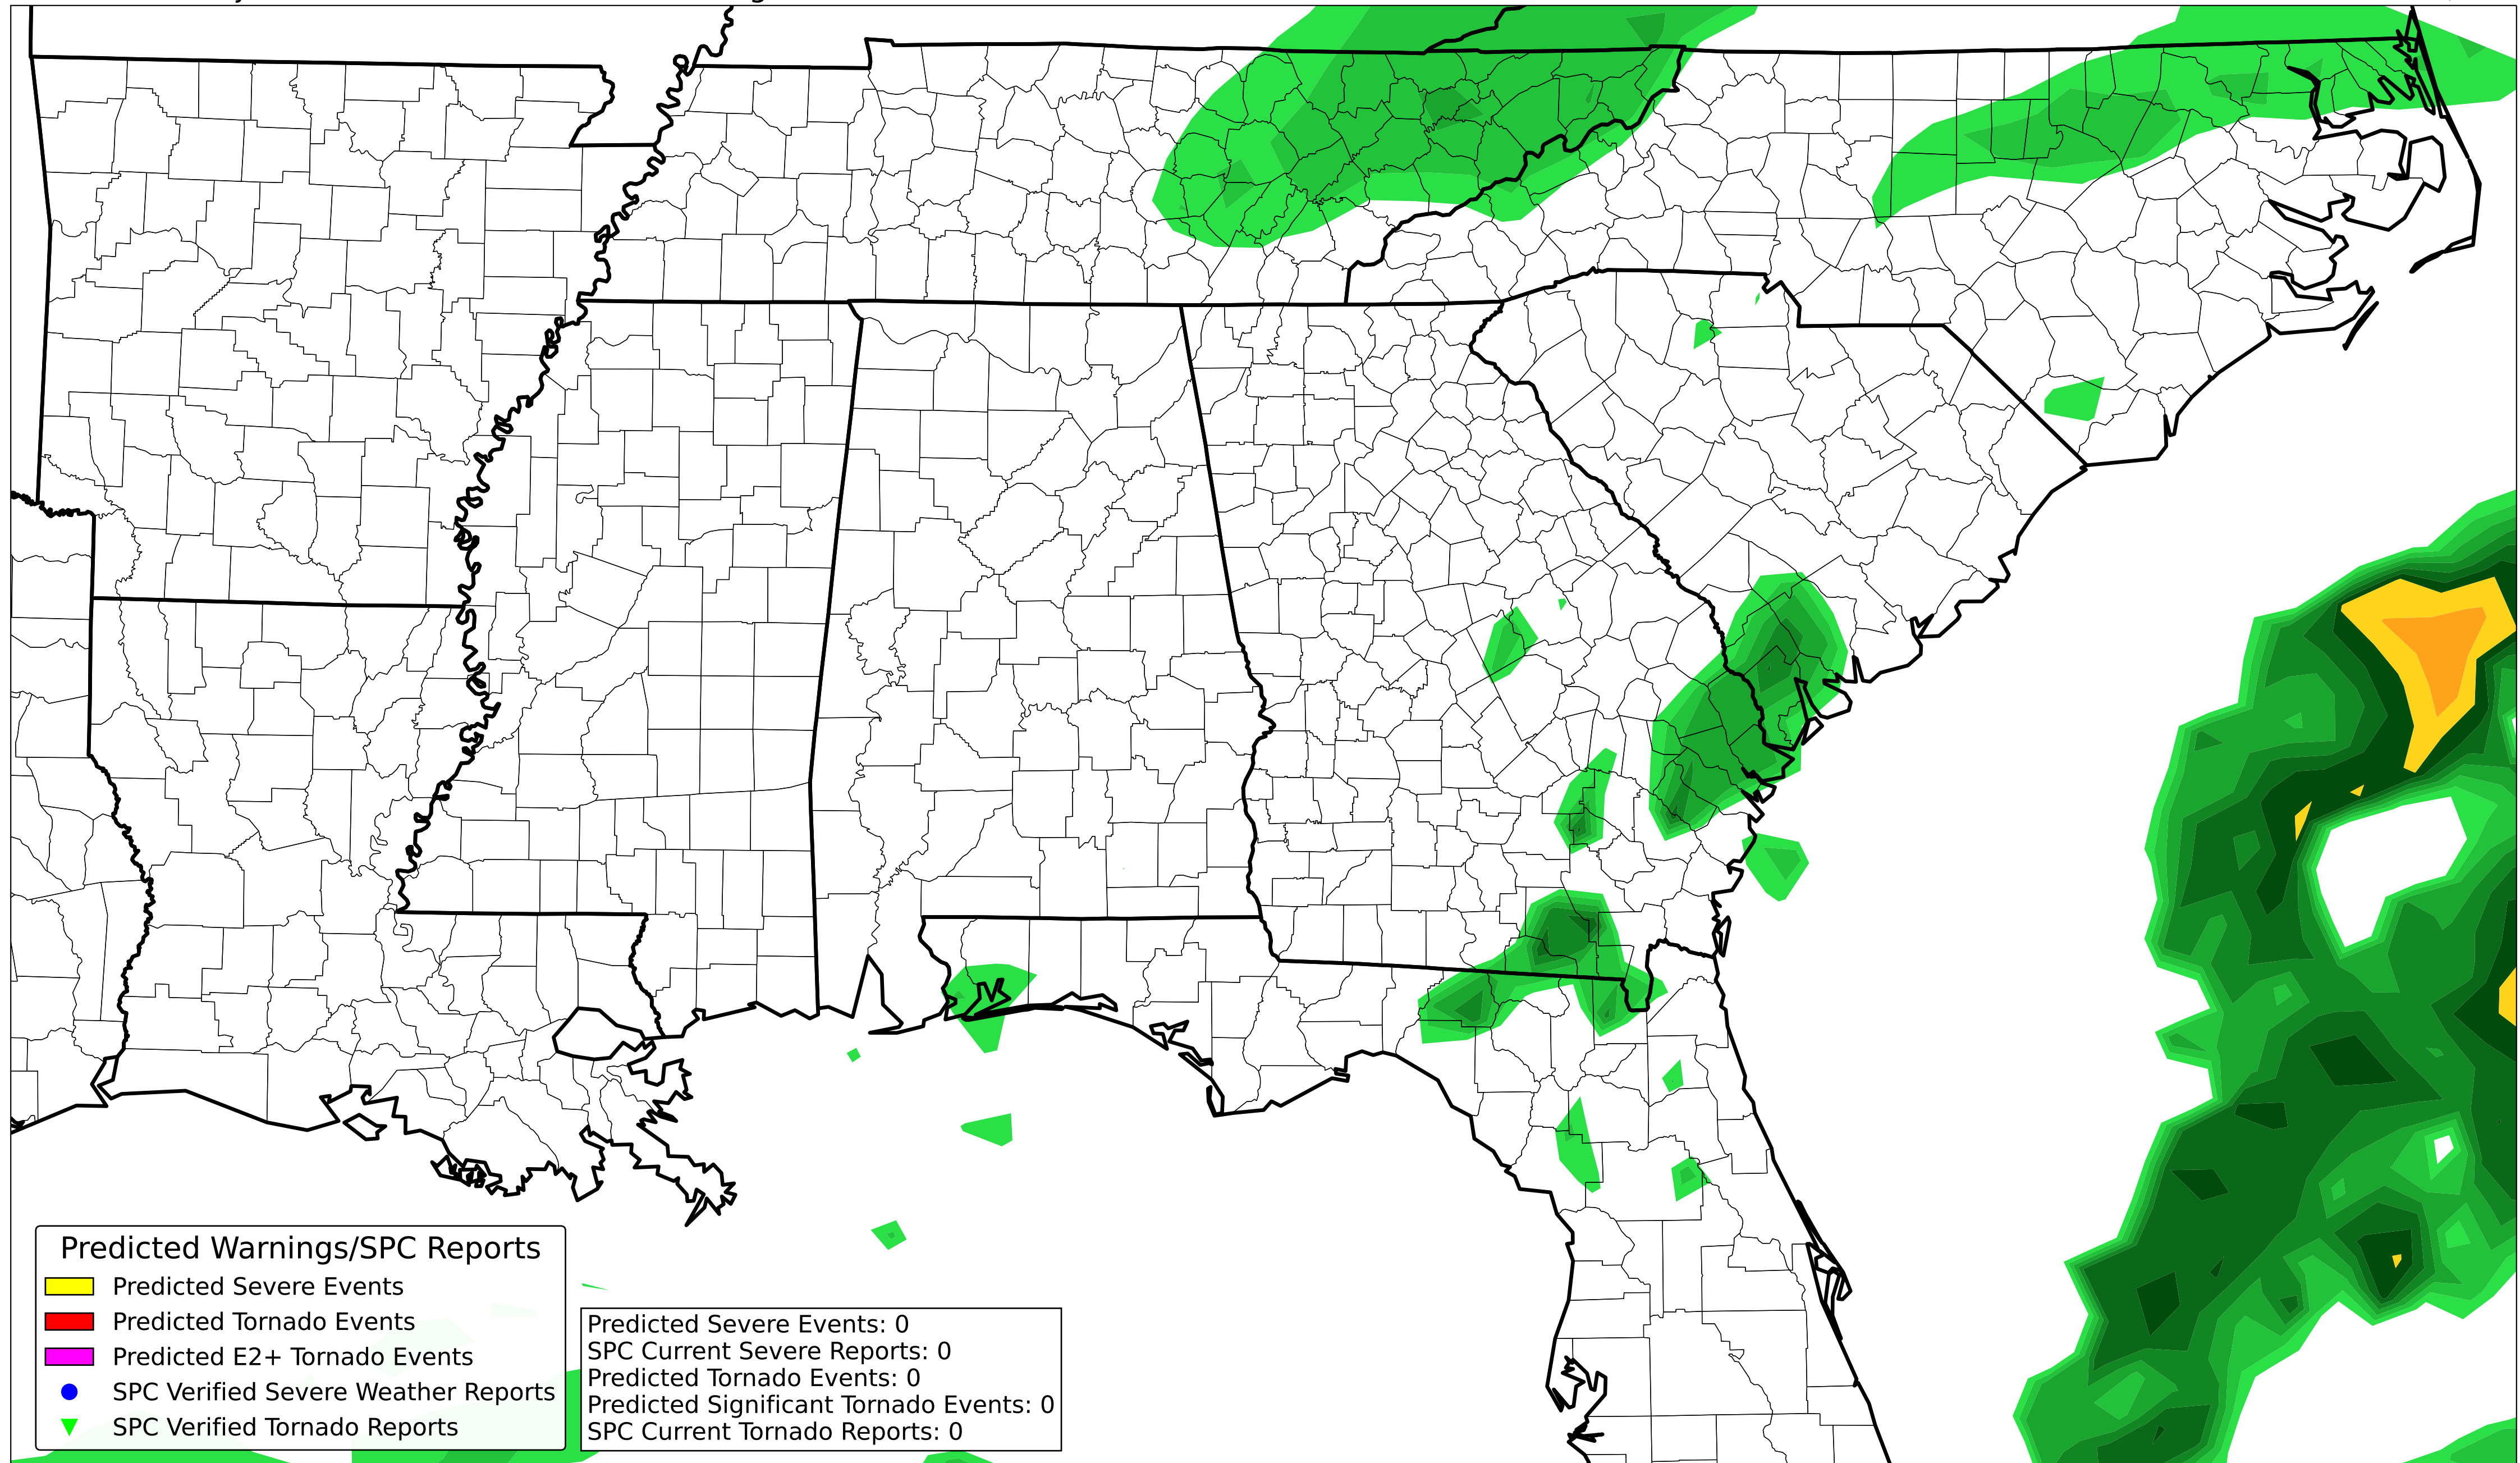 Predicted Warnings/SPC Reports
Predicted Severe Events
Predicted Tornado Events
Predicted E2+ Tornado Events
SPC Verified Severe Weather Reports
SPC Verified Tornado Reports
Predicted Severe Events: 0
SPC Current Severe Reports: 0
Predicted Tornado Events: 0
Predicted Significant Tornado Events: 0
SPC Current Tornado Reports: 0